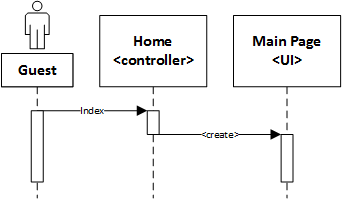 Guest
Home
<controller>
Main Page
<UI>
Index
<create>